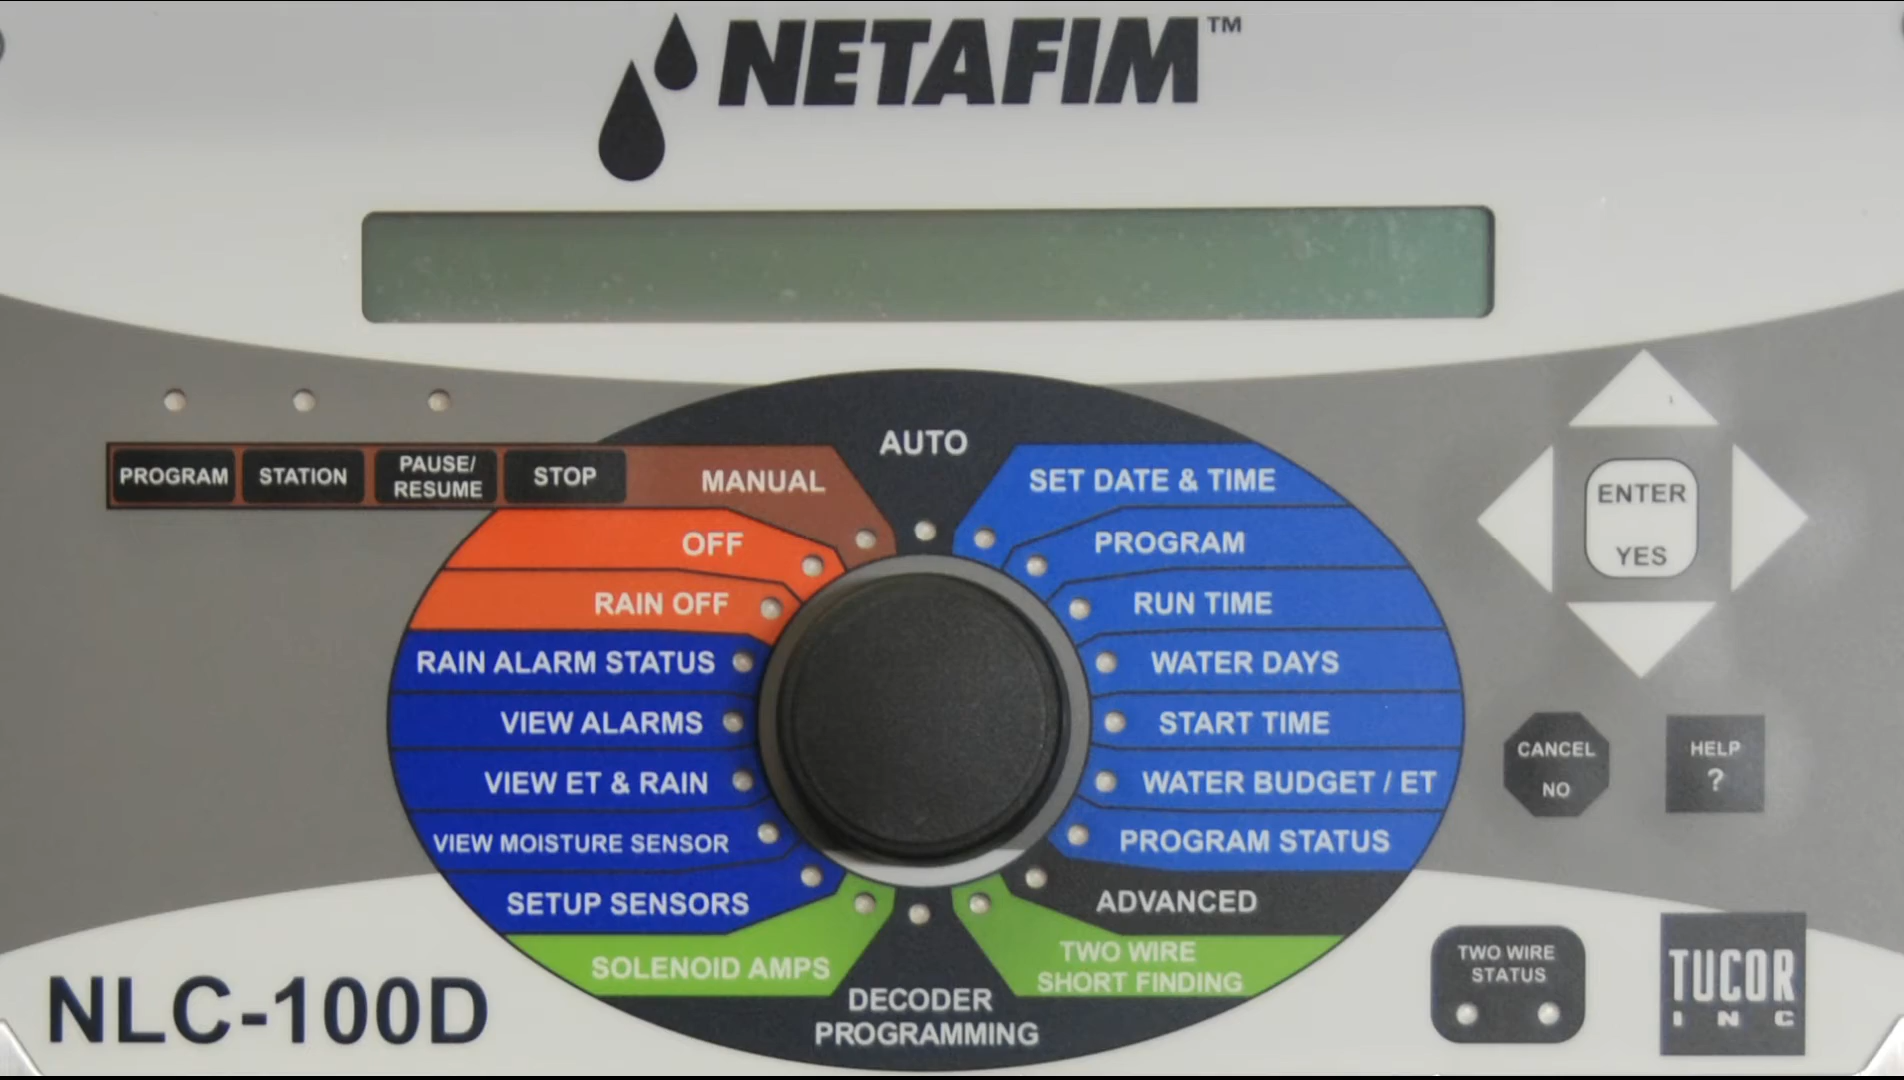 NETAFIM™
AUTO
PROGRAM
STATION
PAUSE/
RESUME
STOP
MANUAL
OFF
RAIN OFF
RAIN ALARM STATUS
VIEW ALARMS
VIEW ET & RAIN
VIEW MOISTURE SENSOR
SETUP SENSORS
SOLENOID AMPS
SET DATE & TIME
PROGRAM
RUN TIME
WATER DAYS
START TIME
WATER BUDGET / ET
PROGRAM STATUS
ADVANCED
TWO WIRE
SHORT FINDING
DECODER
PROGRAMMING
ENTER
YES
CANCEL
NO
HELP
?
TWO WIRE
STATUS
TUCOR
INC
NLC-100D